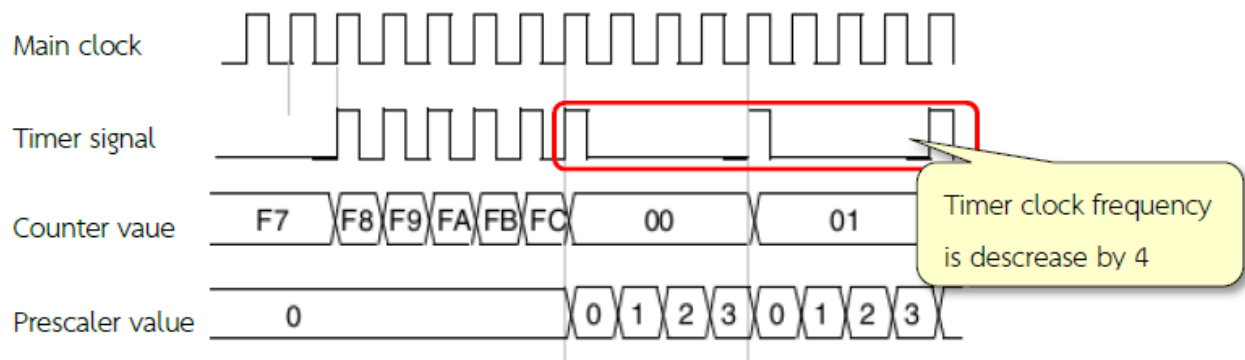 Main clock
Timer signal
Counter vaue
F7 F8 F9 FA FB FC 00 01
Timer clock frequency
is descrease by 4
Prescaler value
0 0 1 2 3 0 1 2 3